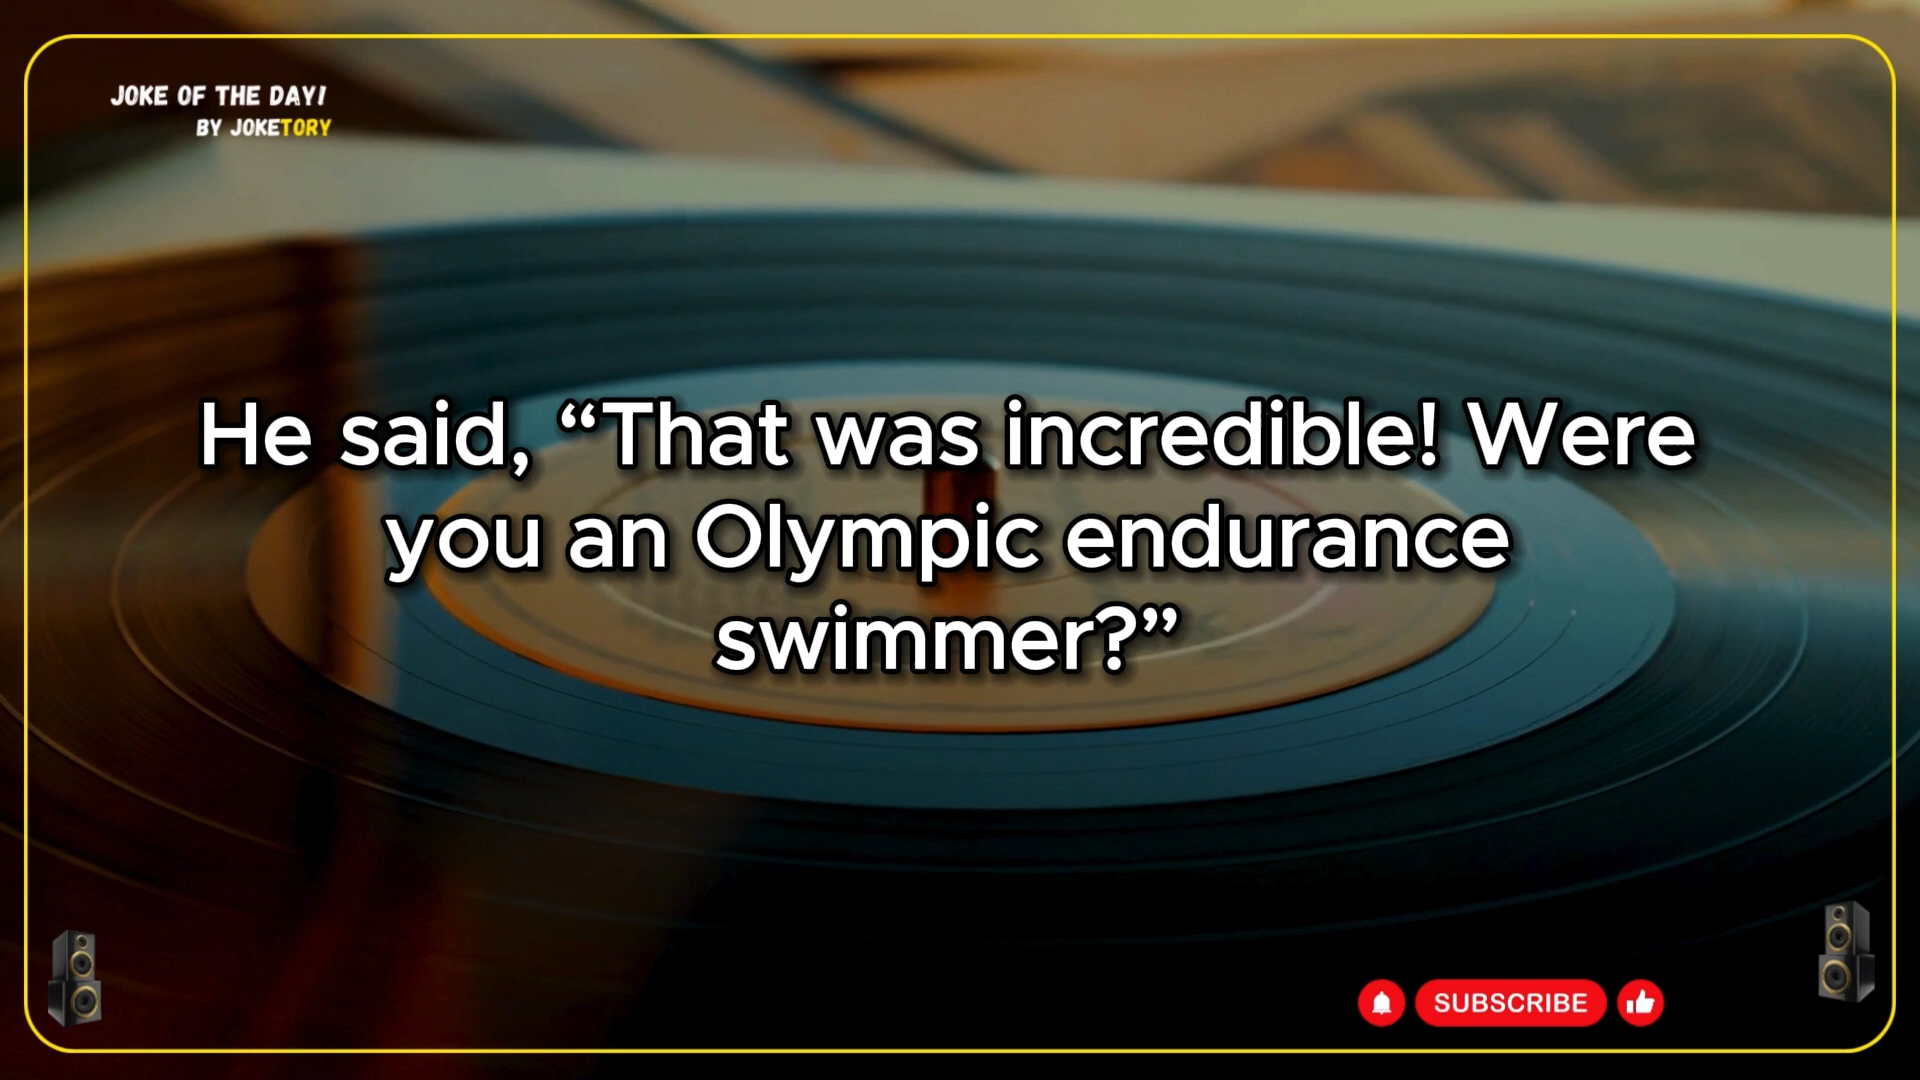 JOKE OF THE DAY!
BY JOKETORY
He said, “That was incredible! Were
you an Olympic endurance
swimmer?”
SUBSCRIBE